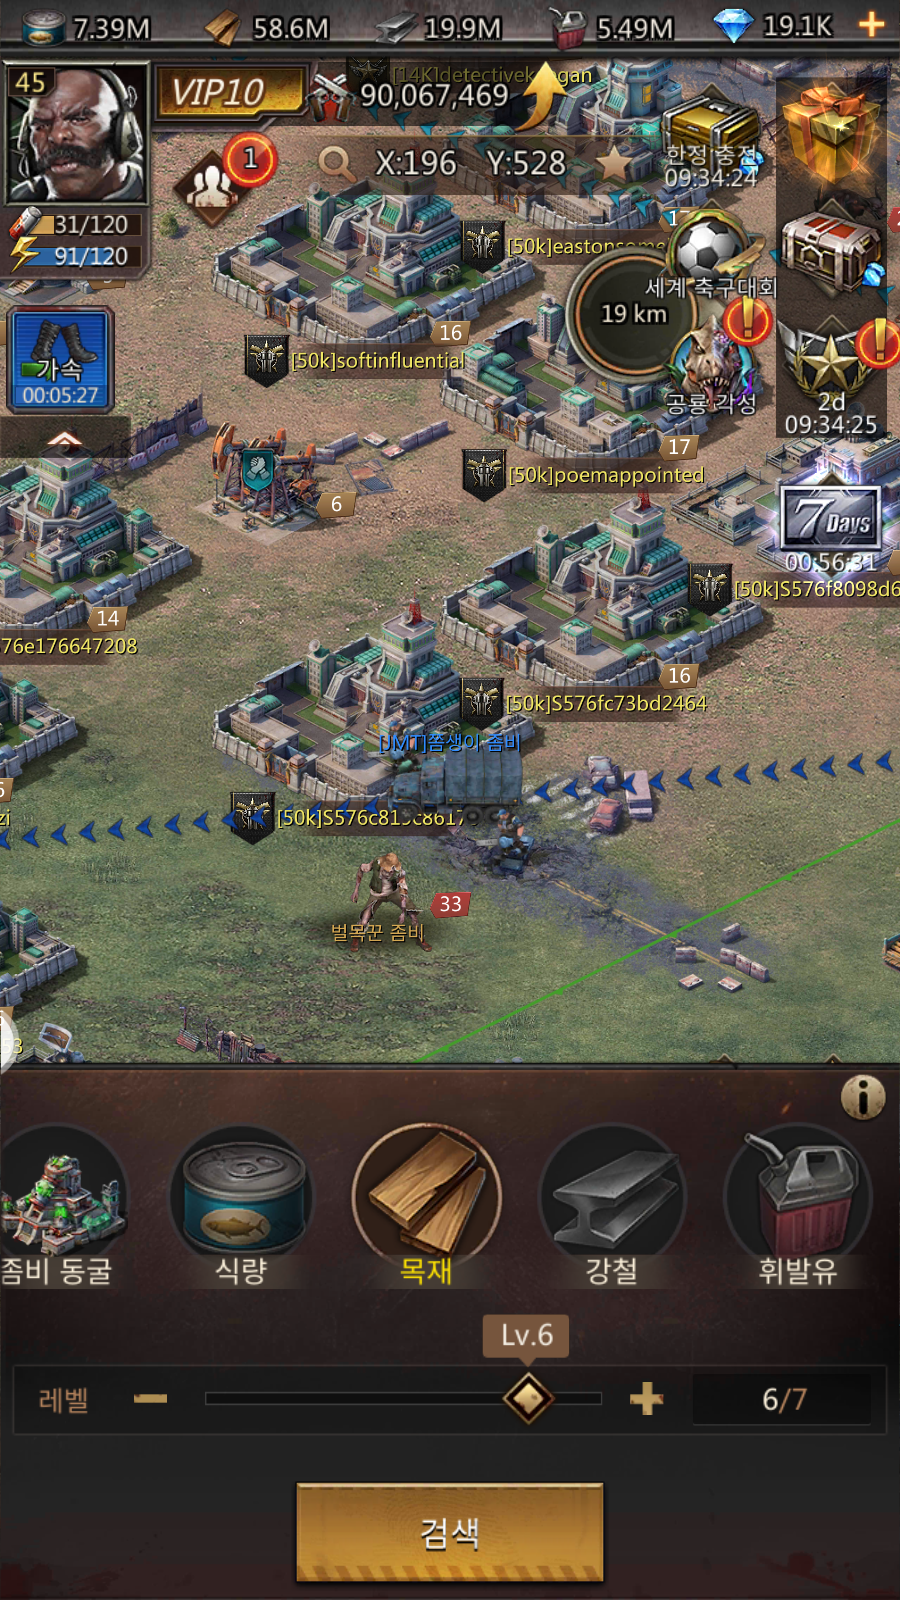 7.39M 58.6M 19.9M 5.49M 19.1K
45
VIP10
90,067,469
1
X:196 Y:528
한정 충전
09:34:24
31/120
91/120
세계 축구대회
19 km
가속
00:05:27
16
[50k]softinfluential
공룡 각성
2d
09:34:25
17
[50k]poemappointed
6
7 Days
00:56:31
14
76e176647208
16
[50k]S576fc73bd2464
[JMT]쫌생이 좀비
33
벌목꾼 좀비
좀비 동굴
식량
목재
강철
휘발유
Lv.6
레벨
6/7
검색